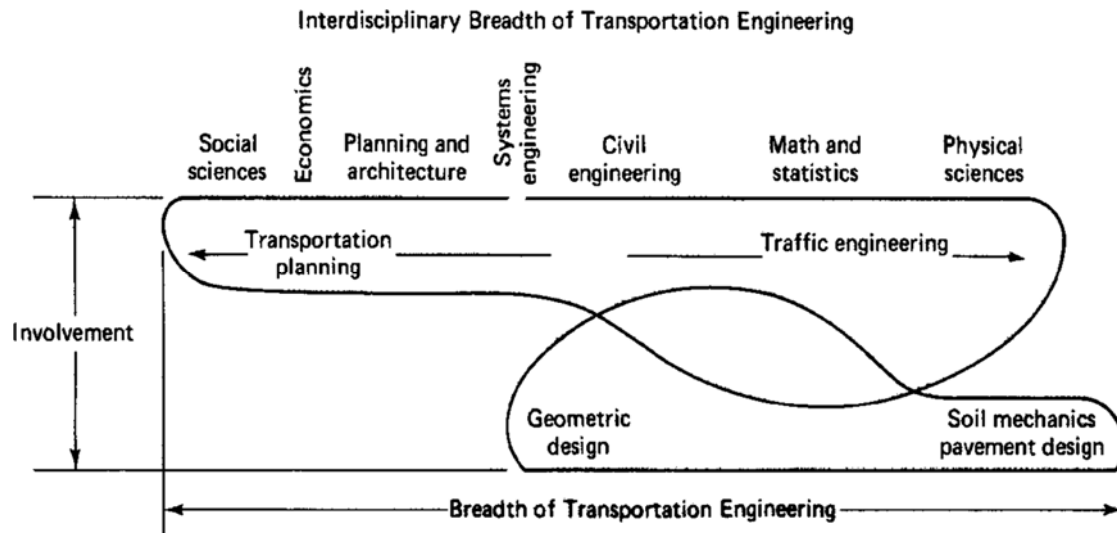 Interdisciplinary Breadth of Transportation Engineering
Social
sciences
Economics
Planning and
architecture
Systems
engineering
Civil
engineering
Math and
statistics
Physical
sciences
Transportation
planning
Traffic engineering
Involvement
Geometric
design
Soil mechanics
pavement design
Breadth of Transportation Engineering